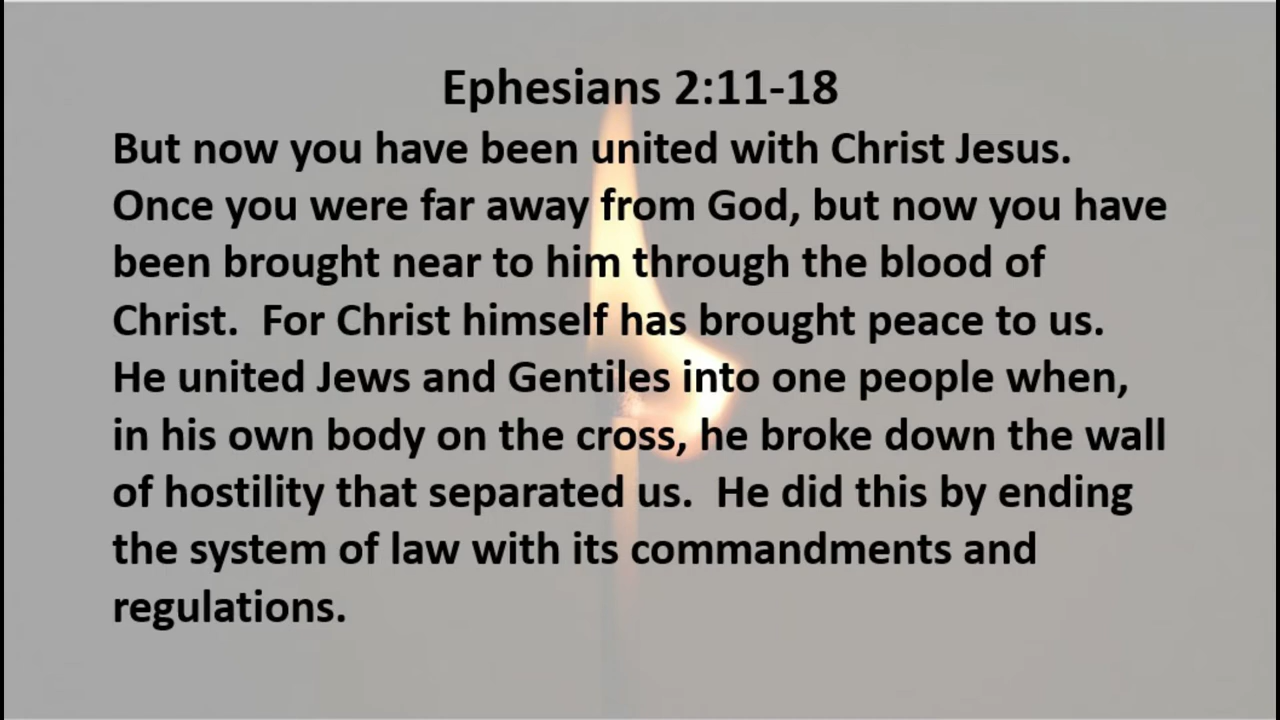 Ephesians 2:11-18
But now you have been united with Christ Jesus.
Once you were far away from God, but now you have
been brought near to him through the blood of
Christ.  For Christ himself has brought peace to us.
He united Jews and Gentiles into one people when,
in his own body on the cross, he broke down the wall
of hostility that separated us.  He did this by ending
the system of law with its commandments and
regulations.